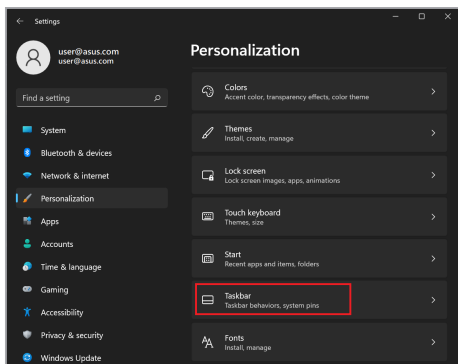 Settings
user@asus.com
user@asus.com
Find a setting
System
Bluetooth & devices
Network & internet
Personalization
Apps
Accounts
Time & language
Gaming
Accessibility
Privacy & security
Windows Update
Personalization
Colors
Accent color, transparency effects, color theme
Themes
Install, create, manage
Lock screen
Lock screen images, apps, animations
Touch keyboard
Themes, size
Start
Recent apps and items, folders
Taskbar
Taskbar behaviors, system pins
Fonts
Install, manage